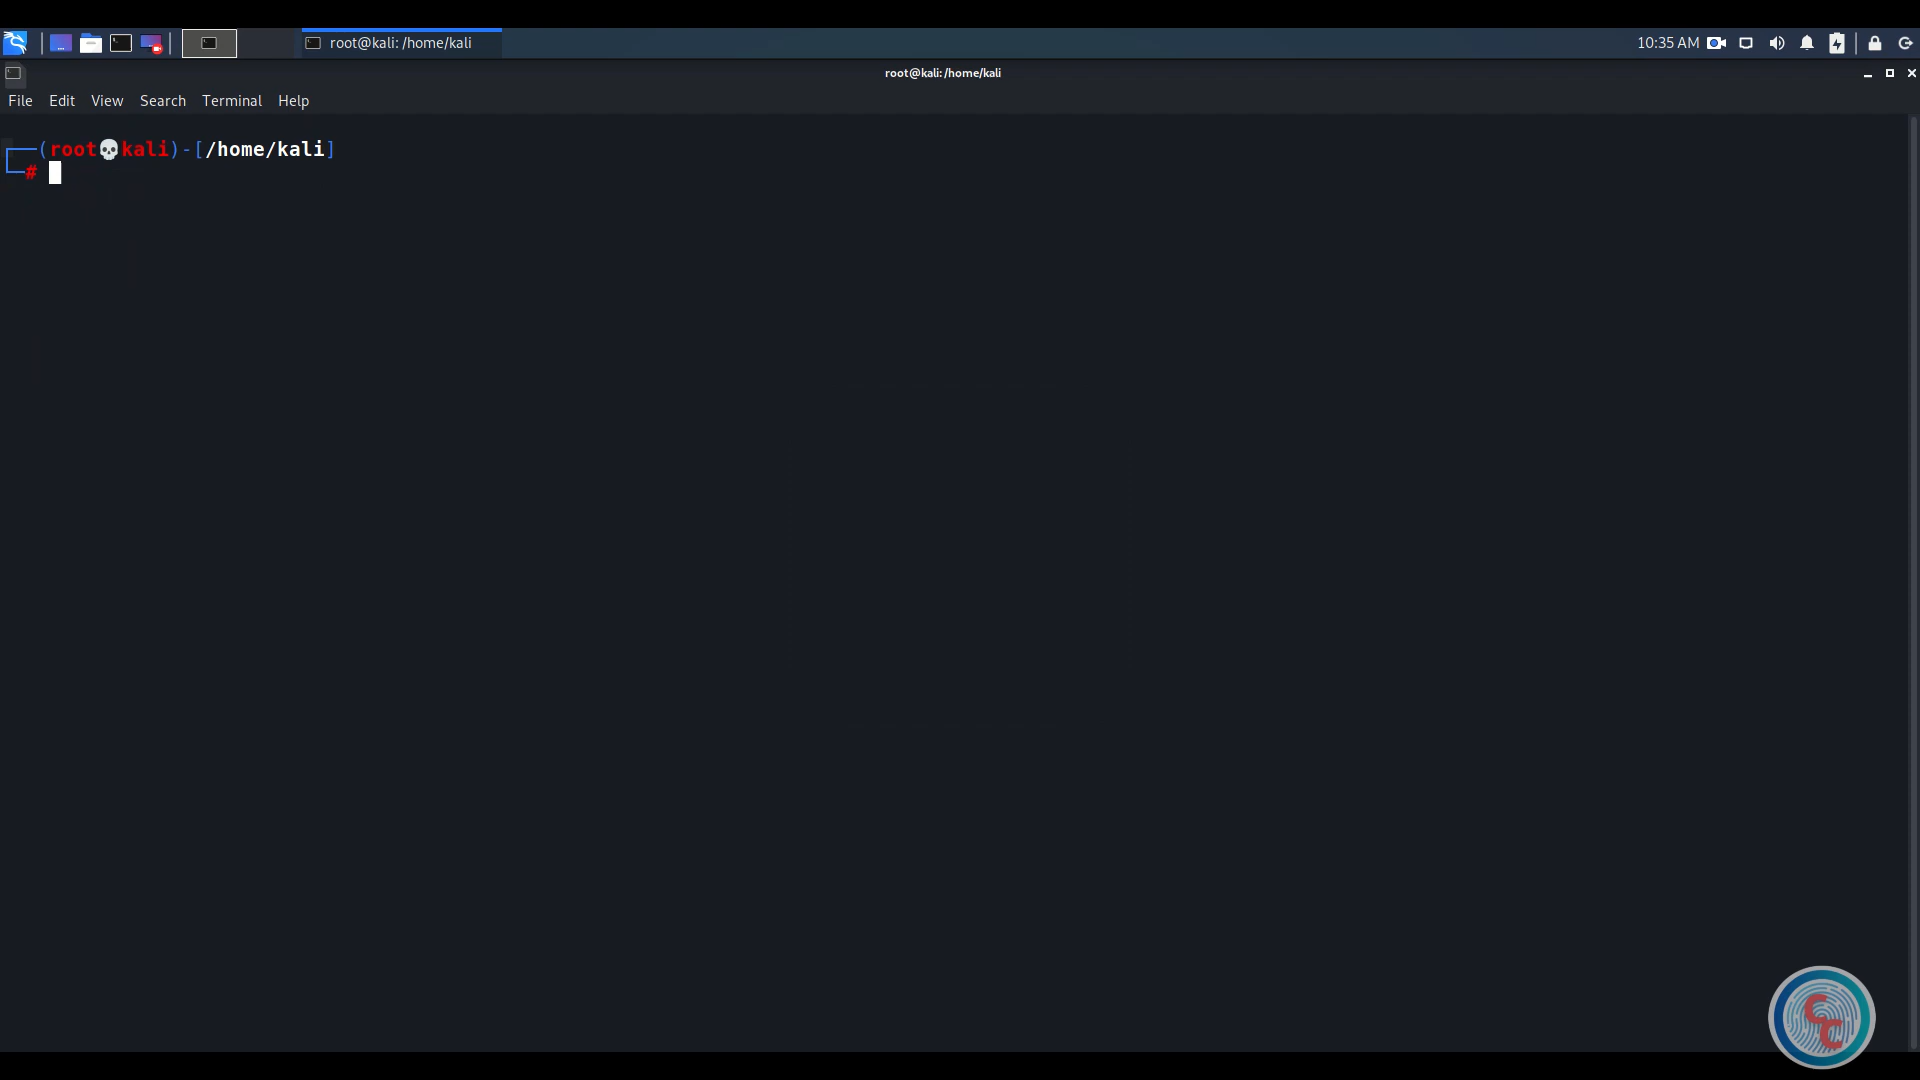 root@kali: /home/kali
10:35 AM
root@kali: /home/kali
File Edit View Search Terminal Help
┌──(root💀kali)-[/home/kali]
└─#
CC